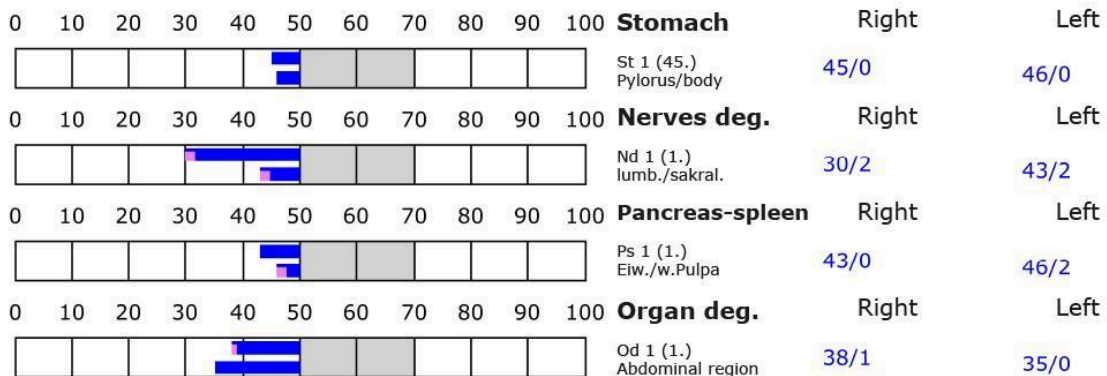 0 10 20 30 40 50 60 70 80 90 100 Stomach Right Left
St 1 (45.) 45/0 46/0
Pylorus/body
0 10 20 30 40 50 60 70 80 90 100 Nerves deg. Right Left
Nd 1 (1.) 30/2 43/2
lumb./sakral.
0 10 20 30 40 50 60 70 80 90 100 Pancreas-spleen Right Left
Ps 1 (1.) 43/0 46/2
Eiw./w.Pulpa
0 10 20 30 40 50 60 70 80 90 100 Organ deg. Right Left
Od 1 (1.) 38/1 35/0
Abdominal region